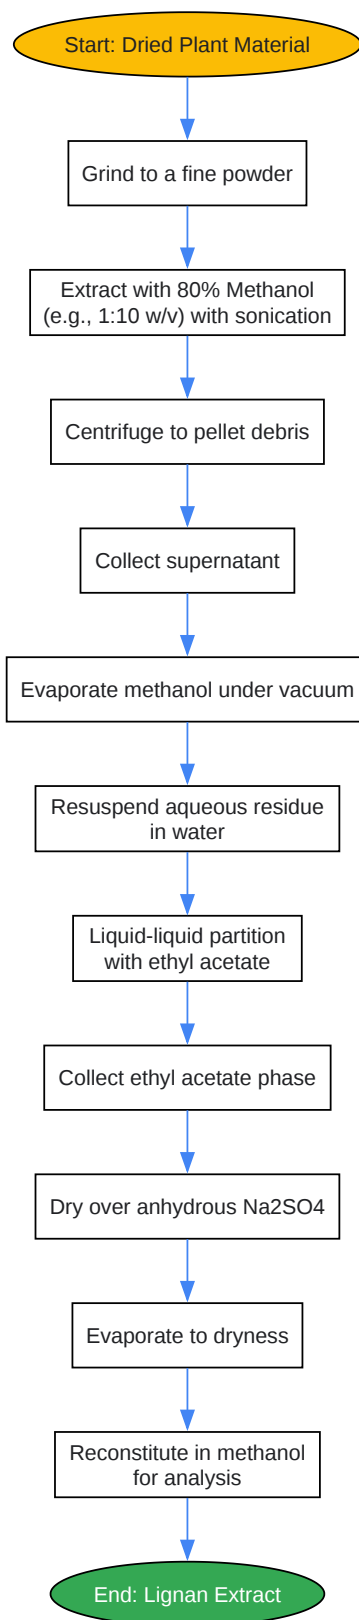 Start: Dried Plant Material
Grind to a fine powder
Extract with 80% Methanol
(e.g., 1:10 w/v) with sonication
Centrifuge to pellet debris
Collect supernatant
Evaporate methanol under vacuum
Resuspend aqueous residue
in water
Liquid-liquid partition
with ethyl acetate
Collect ethyl acetate phase
Dry over anhydrous Na2SO4
Evaporate to dryness
Reconstitute in methanol
for analysis
End: Lignan Extract